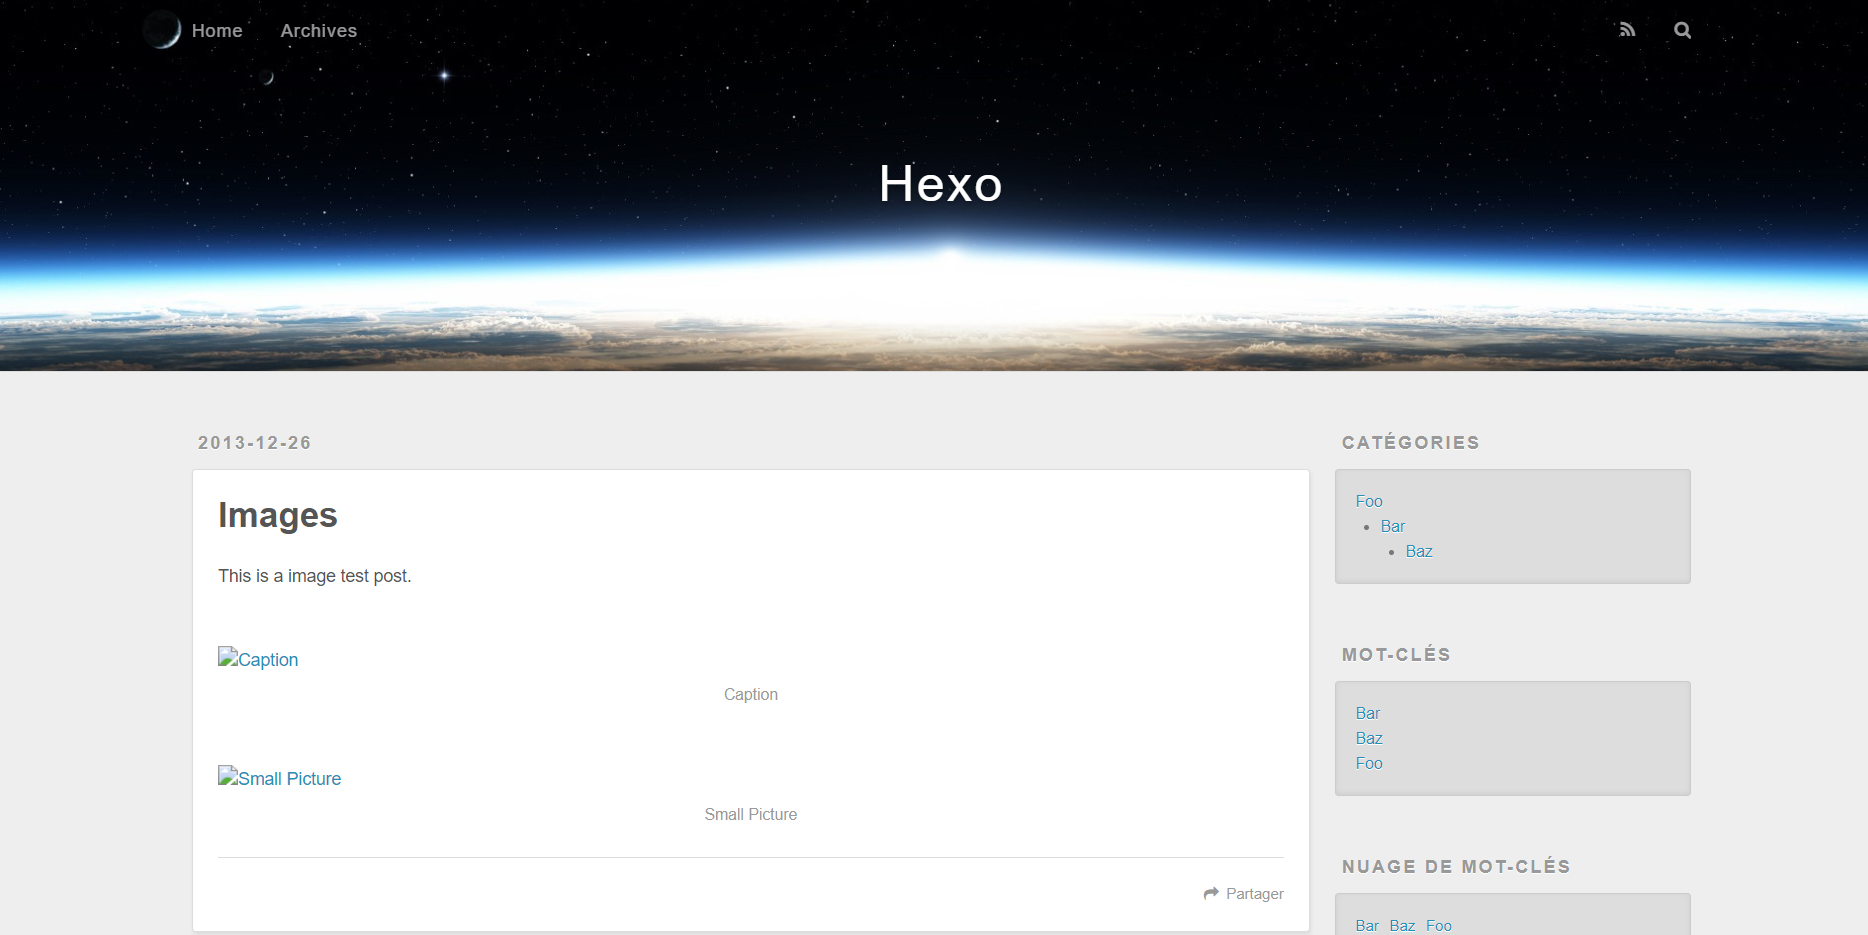 Home Archives
Hexo
2013-12-26
Images
This is a image test post.
Caption
Caption
Small Picture
Small Picture
Partager
CATÉGORIES
Foo
Bar
Baz
MOT-CLÉS
Bar
Baz
Foo
NUAGE DE MOT-CLÉS
Bar Baz Foo